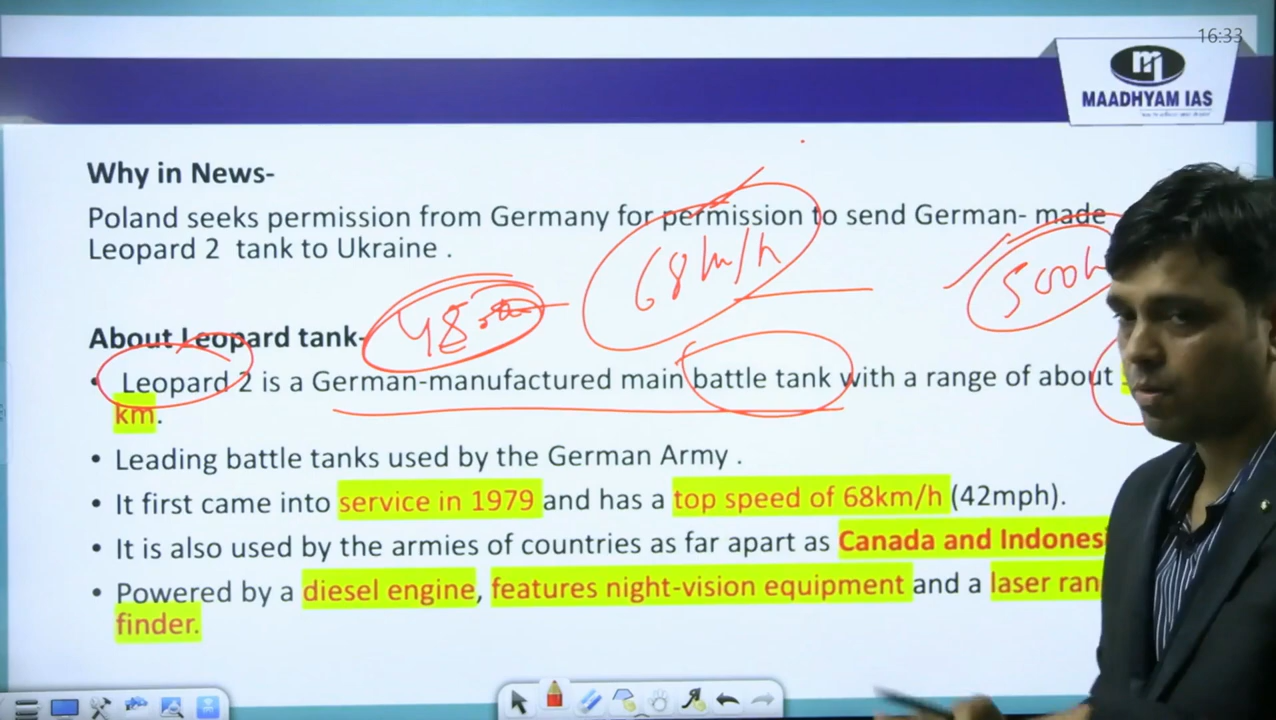 16:33
MAADHYAM IAS
Why in News-
Poland seeks permission from Germany for permission to send German- made
Leopard 2 tank to Ukraine .
68 km/h
500k
48
About Leopard tank-
• Leopard 2 is a German-manufactured main battle tank with a range of about
km.
• Leading battle tanks used by the German Army .
• It first came into service in 1979 and has a top speed of 68km/h (42mph).
• It is also used by the armies of countries as far apart as Canada and Indonesi
• Powered by a diesel engine, features night-vision equipment and a laser ran
finder.